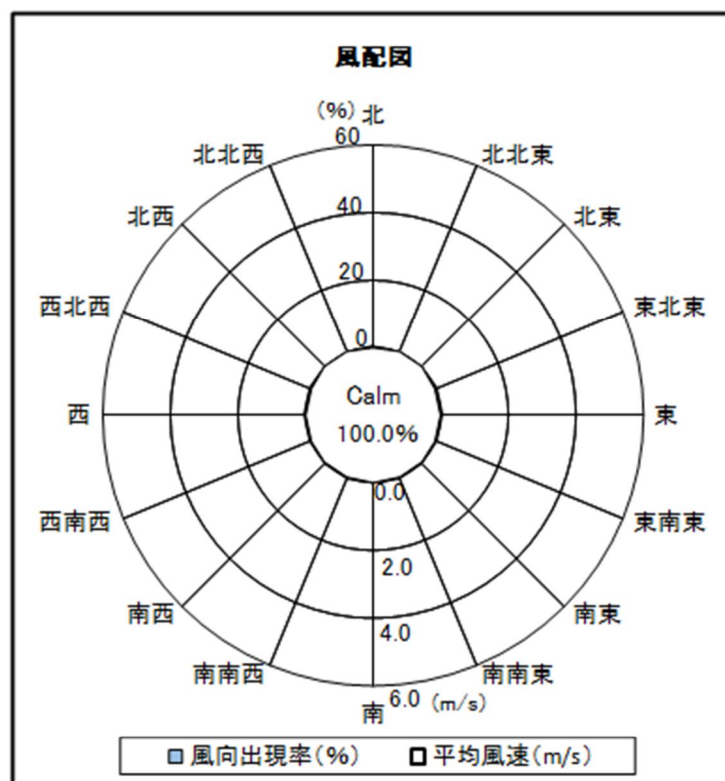 風配図
(%) 北
60
北北西
北北東
北西
40
北東
20
西北西
東北東
0
Calm
西
東
100.0%
0.0
西南西
東南東
2.0
南西
南東
4.0
南南西
南南東
6.0 (m/s)
南
風向出現率(%) 平均風速(m/s)